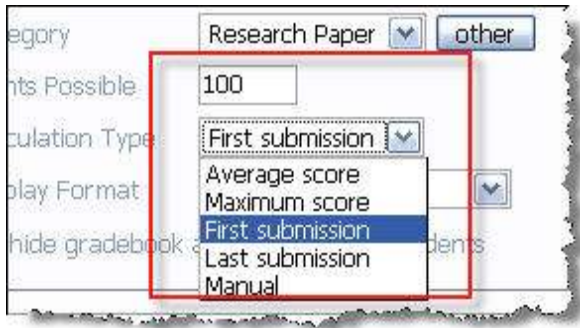 egory Research Paper other
nts Possible 100
culation Type First submission
Average score
play Format Maximum score
First submission
hide gradebook a dents
Last submission
Manual